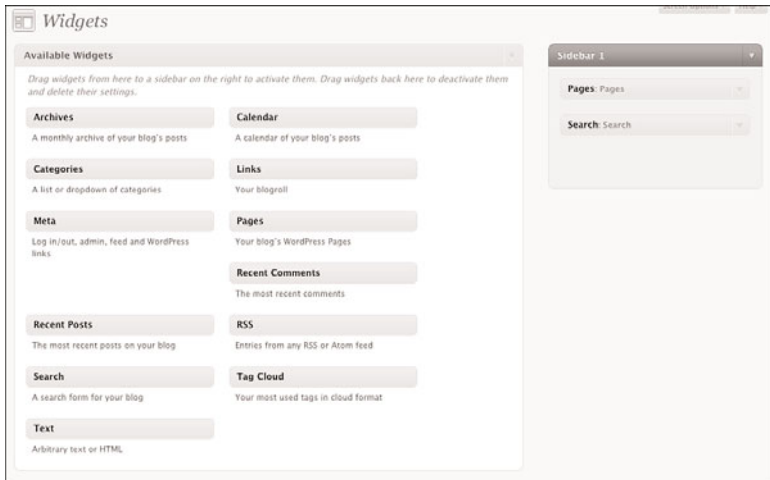 Screen Options
Help
Widgets
Available Widgets
Drag widgets from here to a sidebar on the right to activate them. Drag widgets back here to deactivate them
and delete their settings.
Archives
A monthly archive of your blog's posts
Calendar
A calendar of your blog's posts
Categories
A list or dropdown of categories
Links
Your blogroll
Meta
Log in/out, admin, feed and WordPress
links
Pages
Your blog's WordPress Pages
Recent Comments
The most recent comments
Recent Posts
The most recent posts on your blog
RSS
Entries from any RSS or Atom feed
Search
A search form for your blog
Tag Cloud
Your most used tags in cloud format
Text
Arbitrary text or HTML
Sidebar 1
Pages: Pages
Search: Search